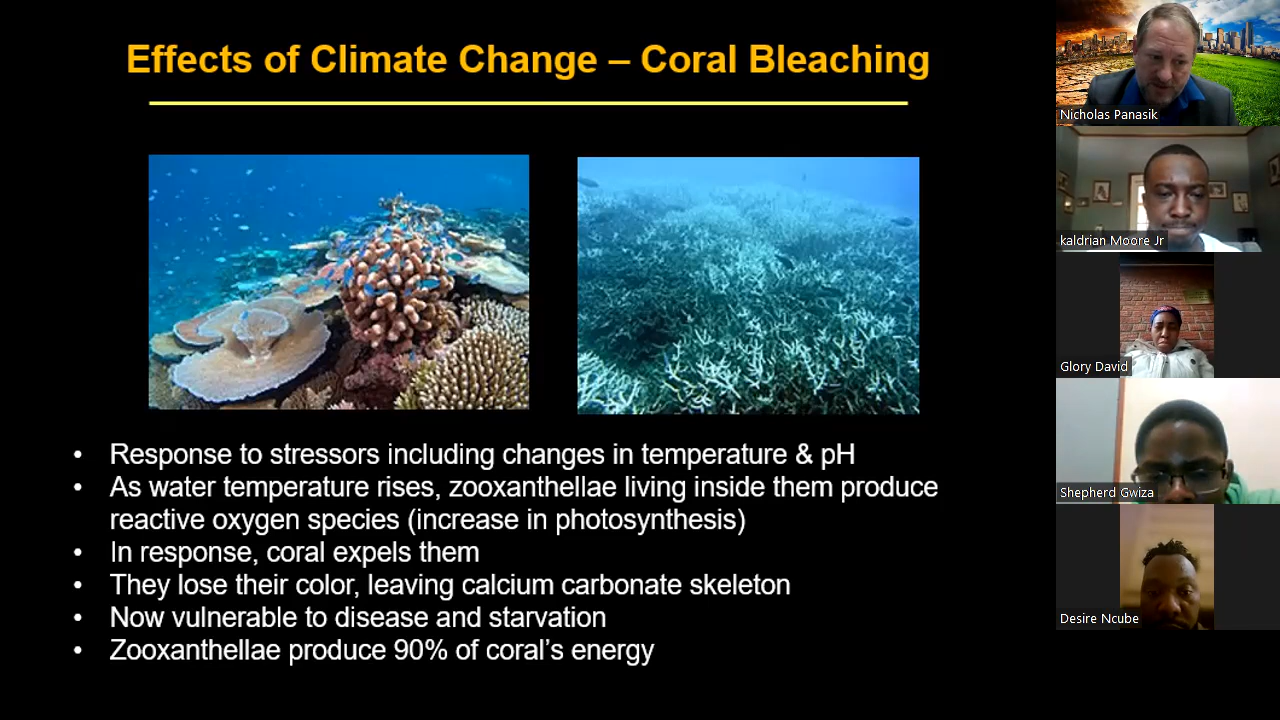 Effects of Climate Change – Coral Bleaching
• Response to stressors including changes in temperature & pH
• As water temperature rises, zooxanthellae living inside them produce
reactive oxygen species (increase in photosynthesis)
• In response, coral expels them
• They lose their color, leaving calcium carbonate skeleton
• Now vulnerable to disease and starvation
• Zooxanthellae produce 90% of coral’s energy
Nicholas Panasik
kaldrian Moore Jr
Glory David
Shepherd Gwiza
Desire Ncube